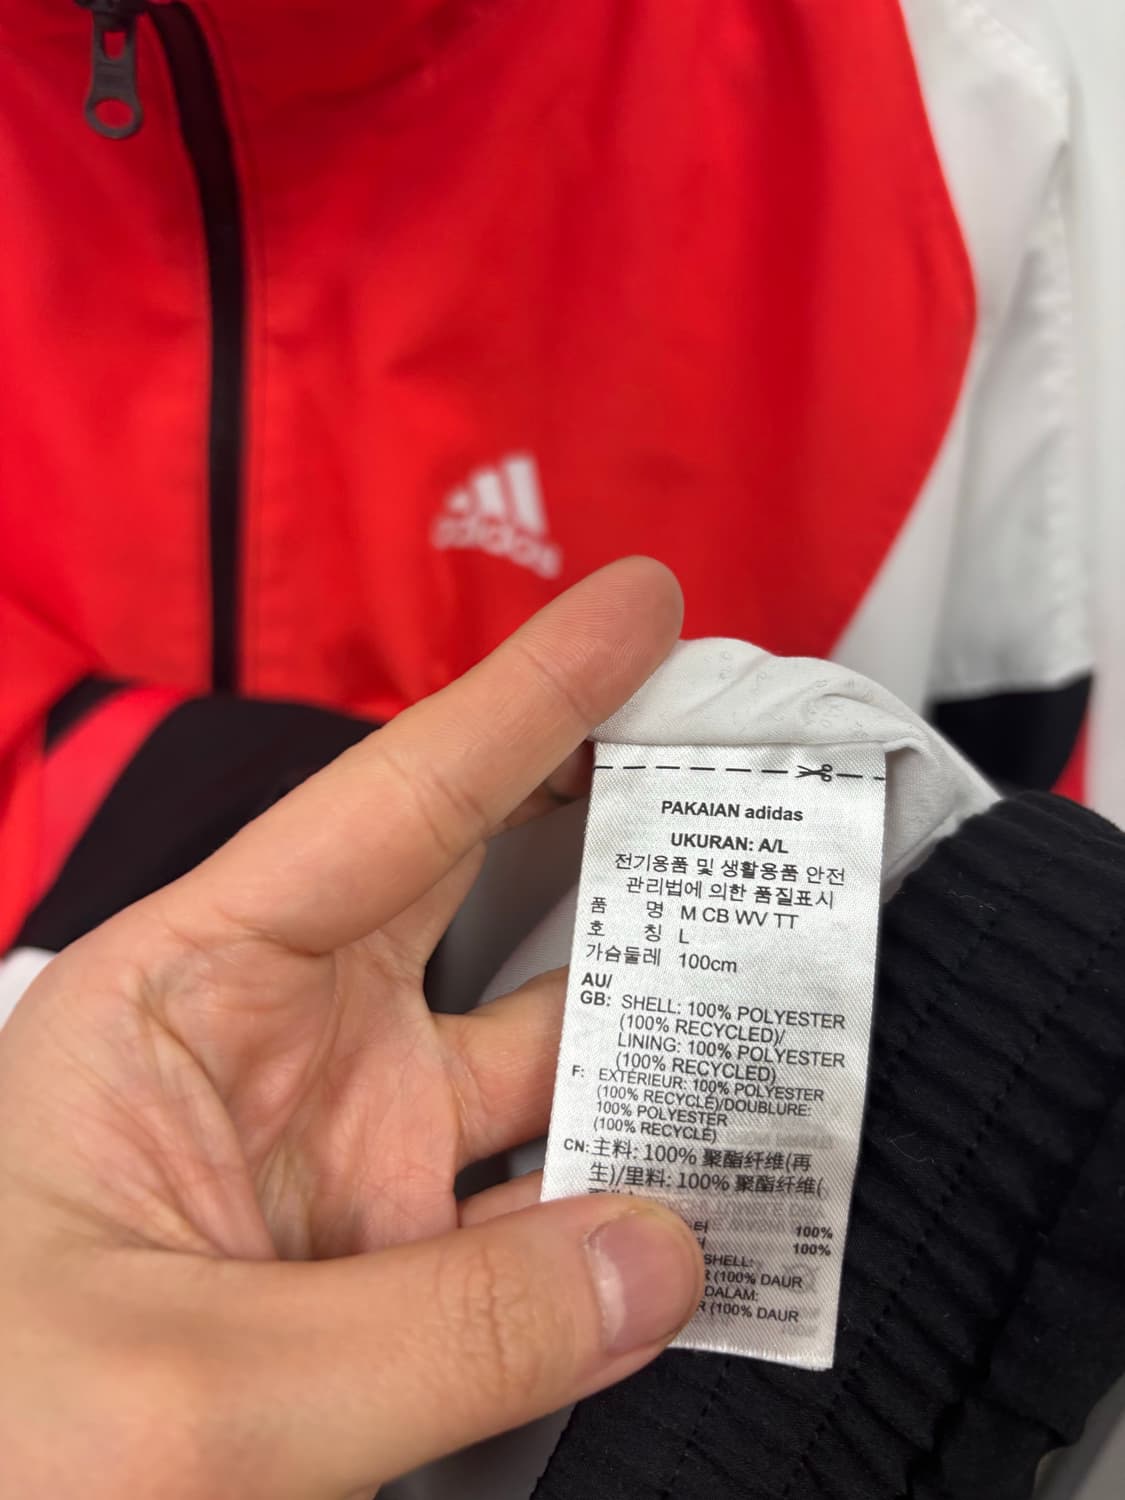 adidas
PAKAIAN adidas
UKURAN: A/L
전기용품 및 생활용품 안전
관리법에 의한 품질표시
품 명 M CB WV TT
호 칭 L
가슴둘레 100cm
AU/
GB: SHELL: 100% POLYESTER
(100% RECYCLED)/
LINING: 100% POLYESTER
(100% RECYCLED)
F: EXTÉRIEUR: 100% POLYESTER
(100% RECYCLÉ)/DOUBLURE:
100% POLYESTER
(100% RECYCLÉ)
CN: 主料: 100% 聚酯纤维(再
生)/里料: 100% 聚酯纤维(
터 100%
100%
SHELL:
R (100% DAUR
DALAM:
R (100% DAUR